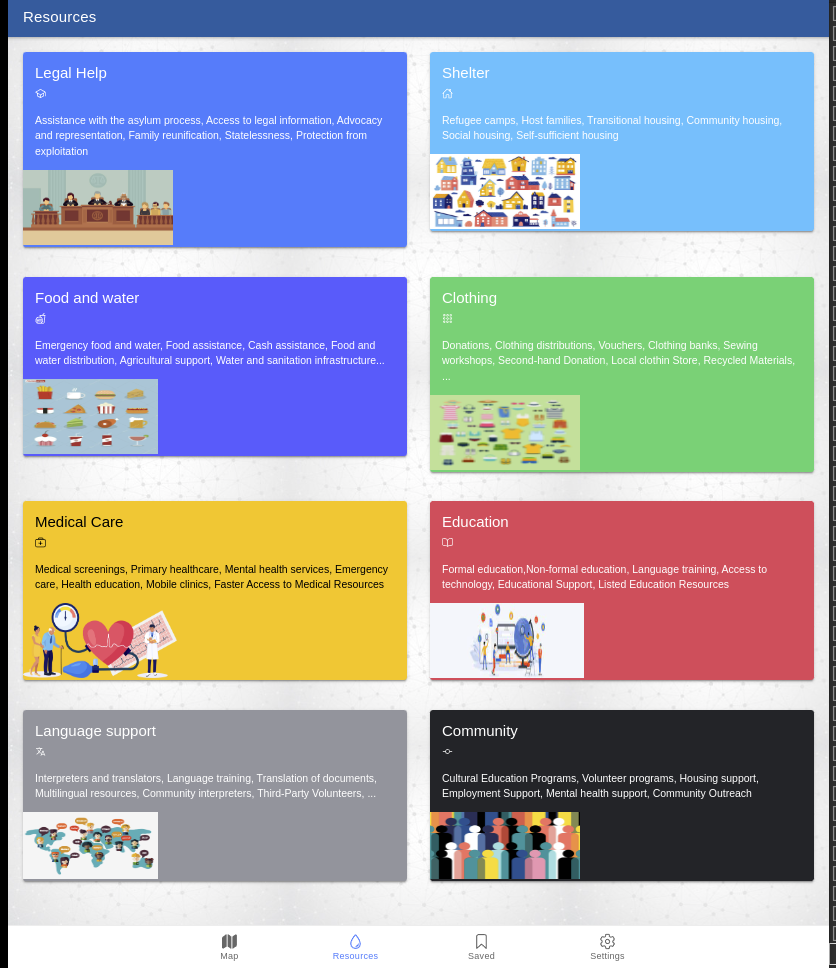 Resources
Legal Help
Assistance with the asylum process, Access to legal information, Advocacy
and representation, Family reunification, Statelessness, Protection from
exploitation
Shelter
Refugee camps, Host families, Transitional housing, Community housing,
Social housing, Self-sufficient housing
Food and water
Emergency food and water, Food assistance, Cash assistance, Food and
water distribution, Agricultural support, Water and sanitation infrastructure...
Clothing
Donations, Clothing distributions, Vouchers, Clothing banks, Sewing
workshops, Second-hand Donation, Local clothin Store, Recycled Materials,
...
Medical Care
Medical screenings, Primary healthcare, Mental health services, Emergency
care, Health education, Mobile clinics, Faster Access to Medical Resources
Education
Formal education,Non-formal education, Language training, Access to
technology, Educational Support, Listed Education Resources
Language support
Interpreters and translators, Language training, Translation of documents,
Multilingual resources, Community interpreters, Third-Party Volunteers, ...
Community
Cultural Education Programs, Volunteer programs, Housing support,
Employment Support, Mental health support, Community Outreach
Map
Resources
Saved
Settings